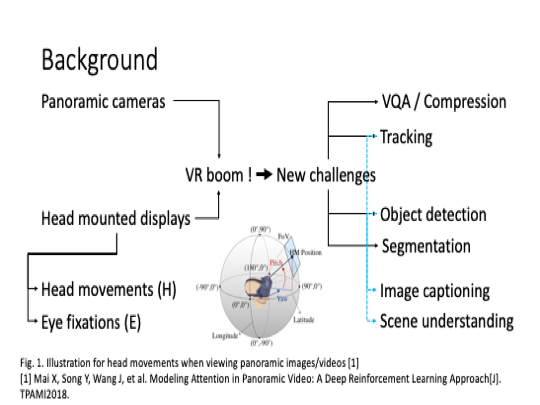 Background
Panoramic cameras
VQA / Compression
Tracking
VR boom ! ➔ New challenges
Head mounted displays
Object detection
Segmentation
Head movements (H)
Image captioning
Eye fixations (E)
Scene understanding
(0°,90°)
FoV
HM Position
Pitch
(180°,0°)
(-90°,0°)
(90°,0°)
Yaw
(0°,0°)
Latitude
Longitude
(0°,-90°)
Fig. 1. Illustration for head movements when viewing panoramic images/videos [1]
[1] Mai X, Song Y, Wang J, et al. Modeling Attention in Panoramic Video: A Deep Reinforcement Learning Approach[J].
TPAMI2018.